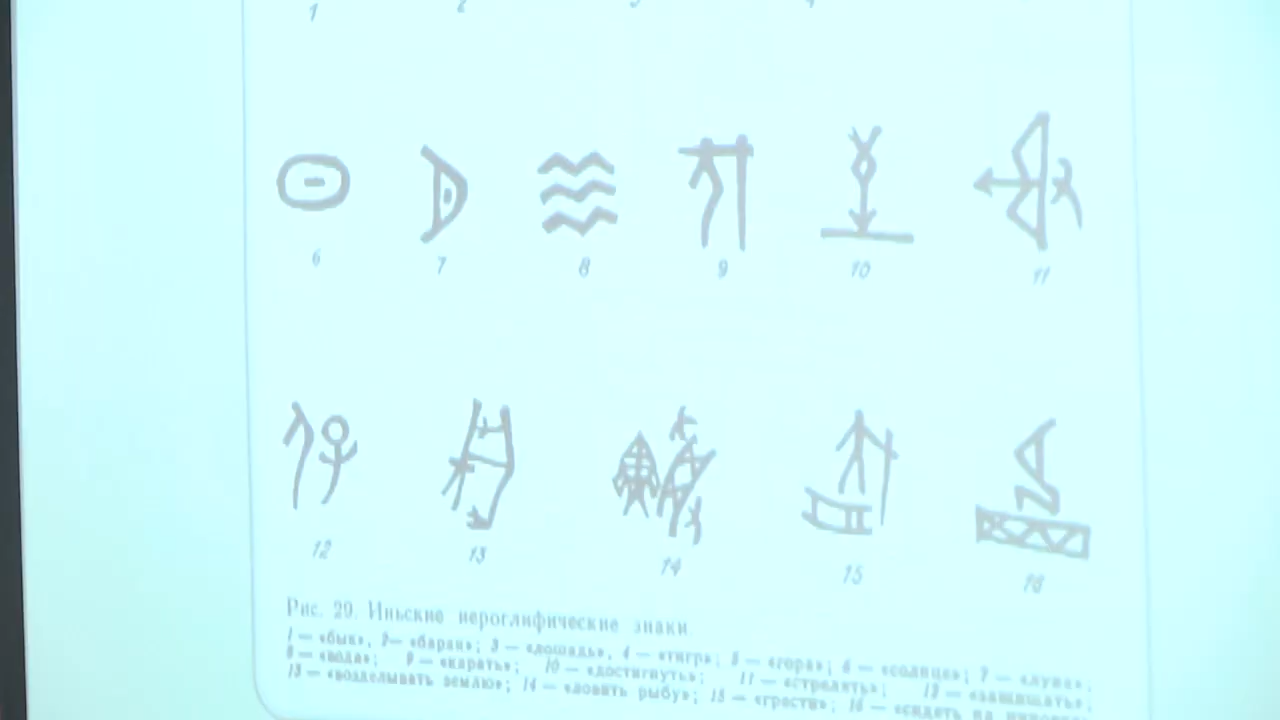 1
6 7 8 9 10 11
12 13 14 15 16
Рис. 29. Иньские иероглифические знаки.
1 — «бык», 2 — «баран»; 3 — «лошадь», 4 — «тигр»; 5 — «гора»; 6 — «солнце»; 7 — «луна»;
8 — «вода»; 9 — «карать»; 10 — «достигнуть»; 11 — «стрелять»; 12 — «защищать»;
13 — «возделывать землю»; 14 — «ловить рыбу»; 15 — «грести»; 16 — «сидеть на